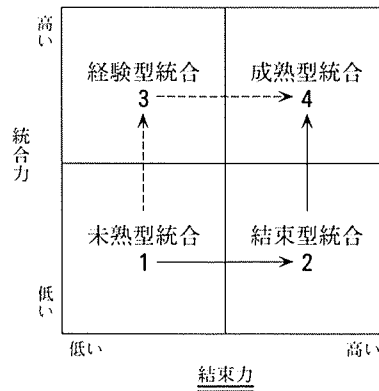 高い
経験型統合
3
成熟型統合
4
統合力
未熟型統合
1
結束型統合
2
低い
低い
高い
結束力